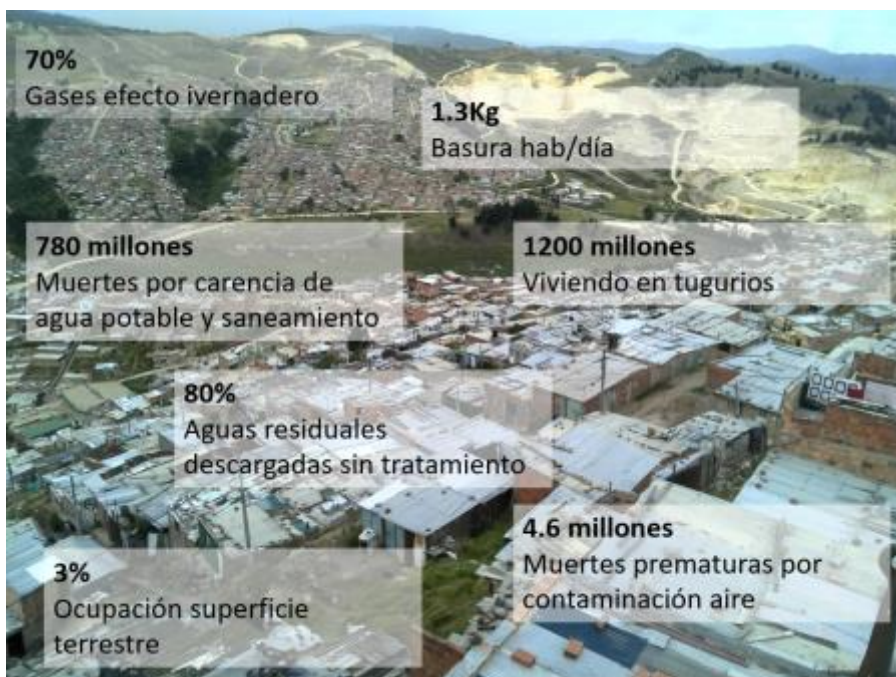 70%
Gases efecto ivernadero
1.3Kg
Basura hab/día
780 millones
Muertes por carencia de
agua potable y saneamiento
1200 millones
Viviendo en tugurios
80%
Aguas residuales
descargadas sin tratamiento
4.6 millones
Muertes prematuras por
contaminación aire
3%
Ocupación superficie
terrestre